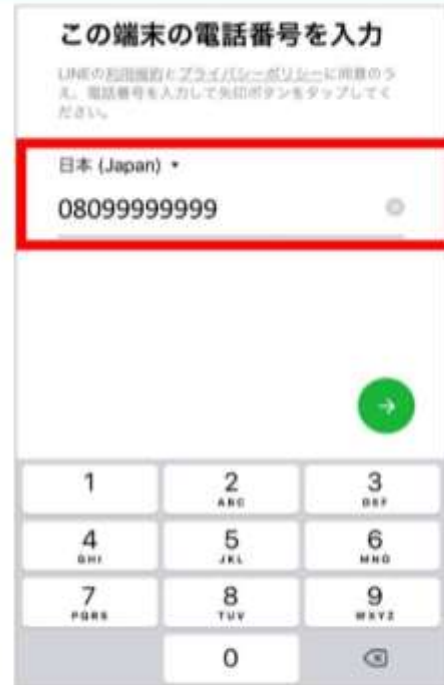 この端末の電話番号を入力
LINEの利用規約とプライバシーポリシーに同意のう
え、電話番号を入力して矢印ボタンをタップしてく
ださい。
日本 (Japan)
08099999999
1
2
ABC
3
DEF
4
GHI
5
JKL
6
MNO
7
PQRS
8
TUV
9
WXYZ
0